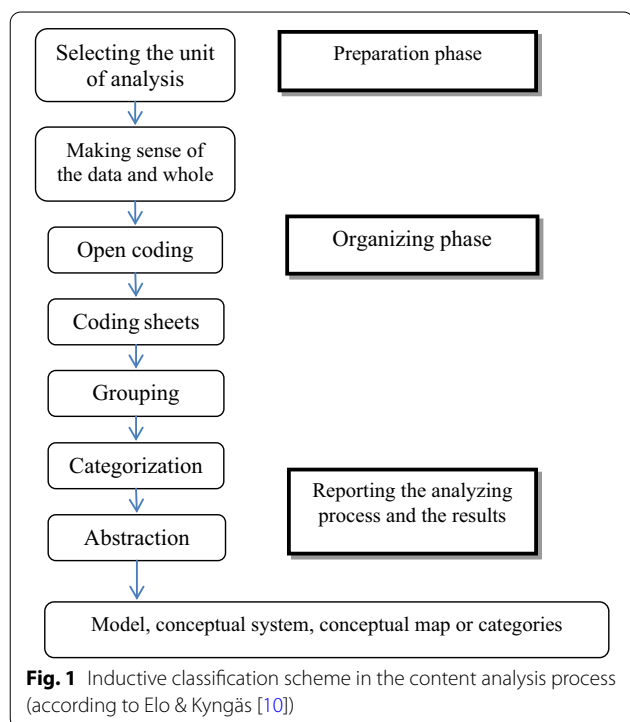 Selecting the unit
of analysis
Preparation phase
Making sense of
the data and whole
Open coding
Organizing phase
Coding sheets
Grouping
Categorization
Reporting the analyzing
process and the results
Abstraction
Model, conceptual system, conceptual map or categories
Fig. 1 Inductive classification scheme in the content analysis process
(according to Elo & Kyngäs [10])